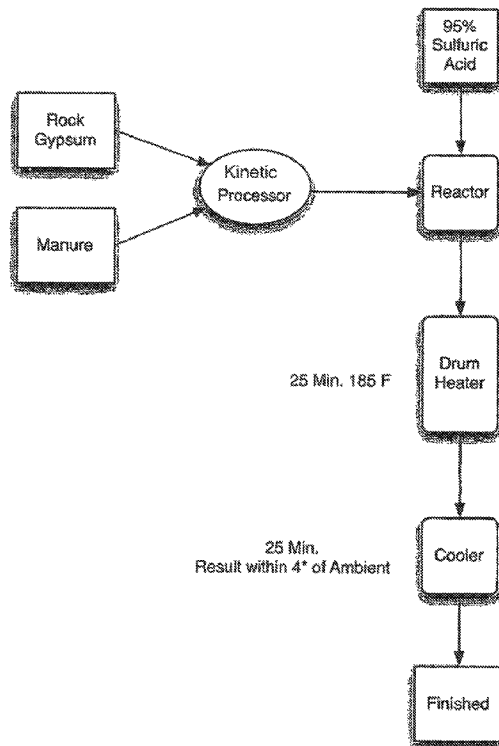 95%
Sulfuric
Acid
Rock
Gypsum
Kinetic
Processor
Reactor
Manure
25 Min. 185 F
Drum
Heater
25 Min.
Result within 4* of Ambient
Cooler
Finished